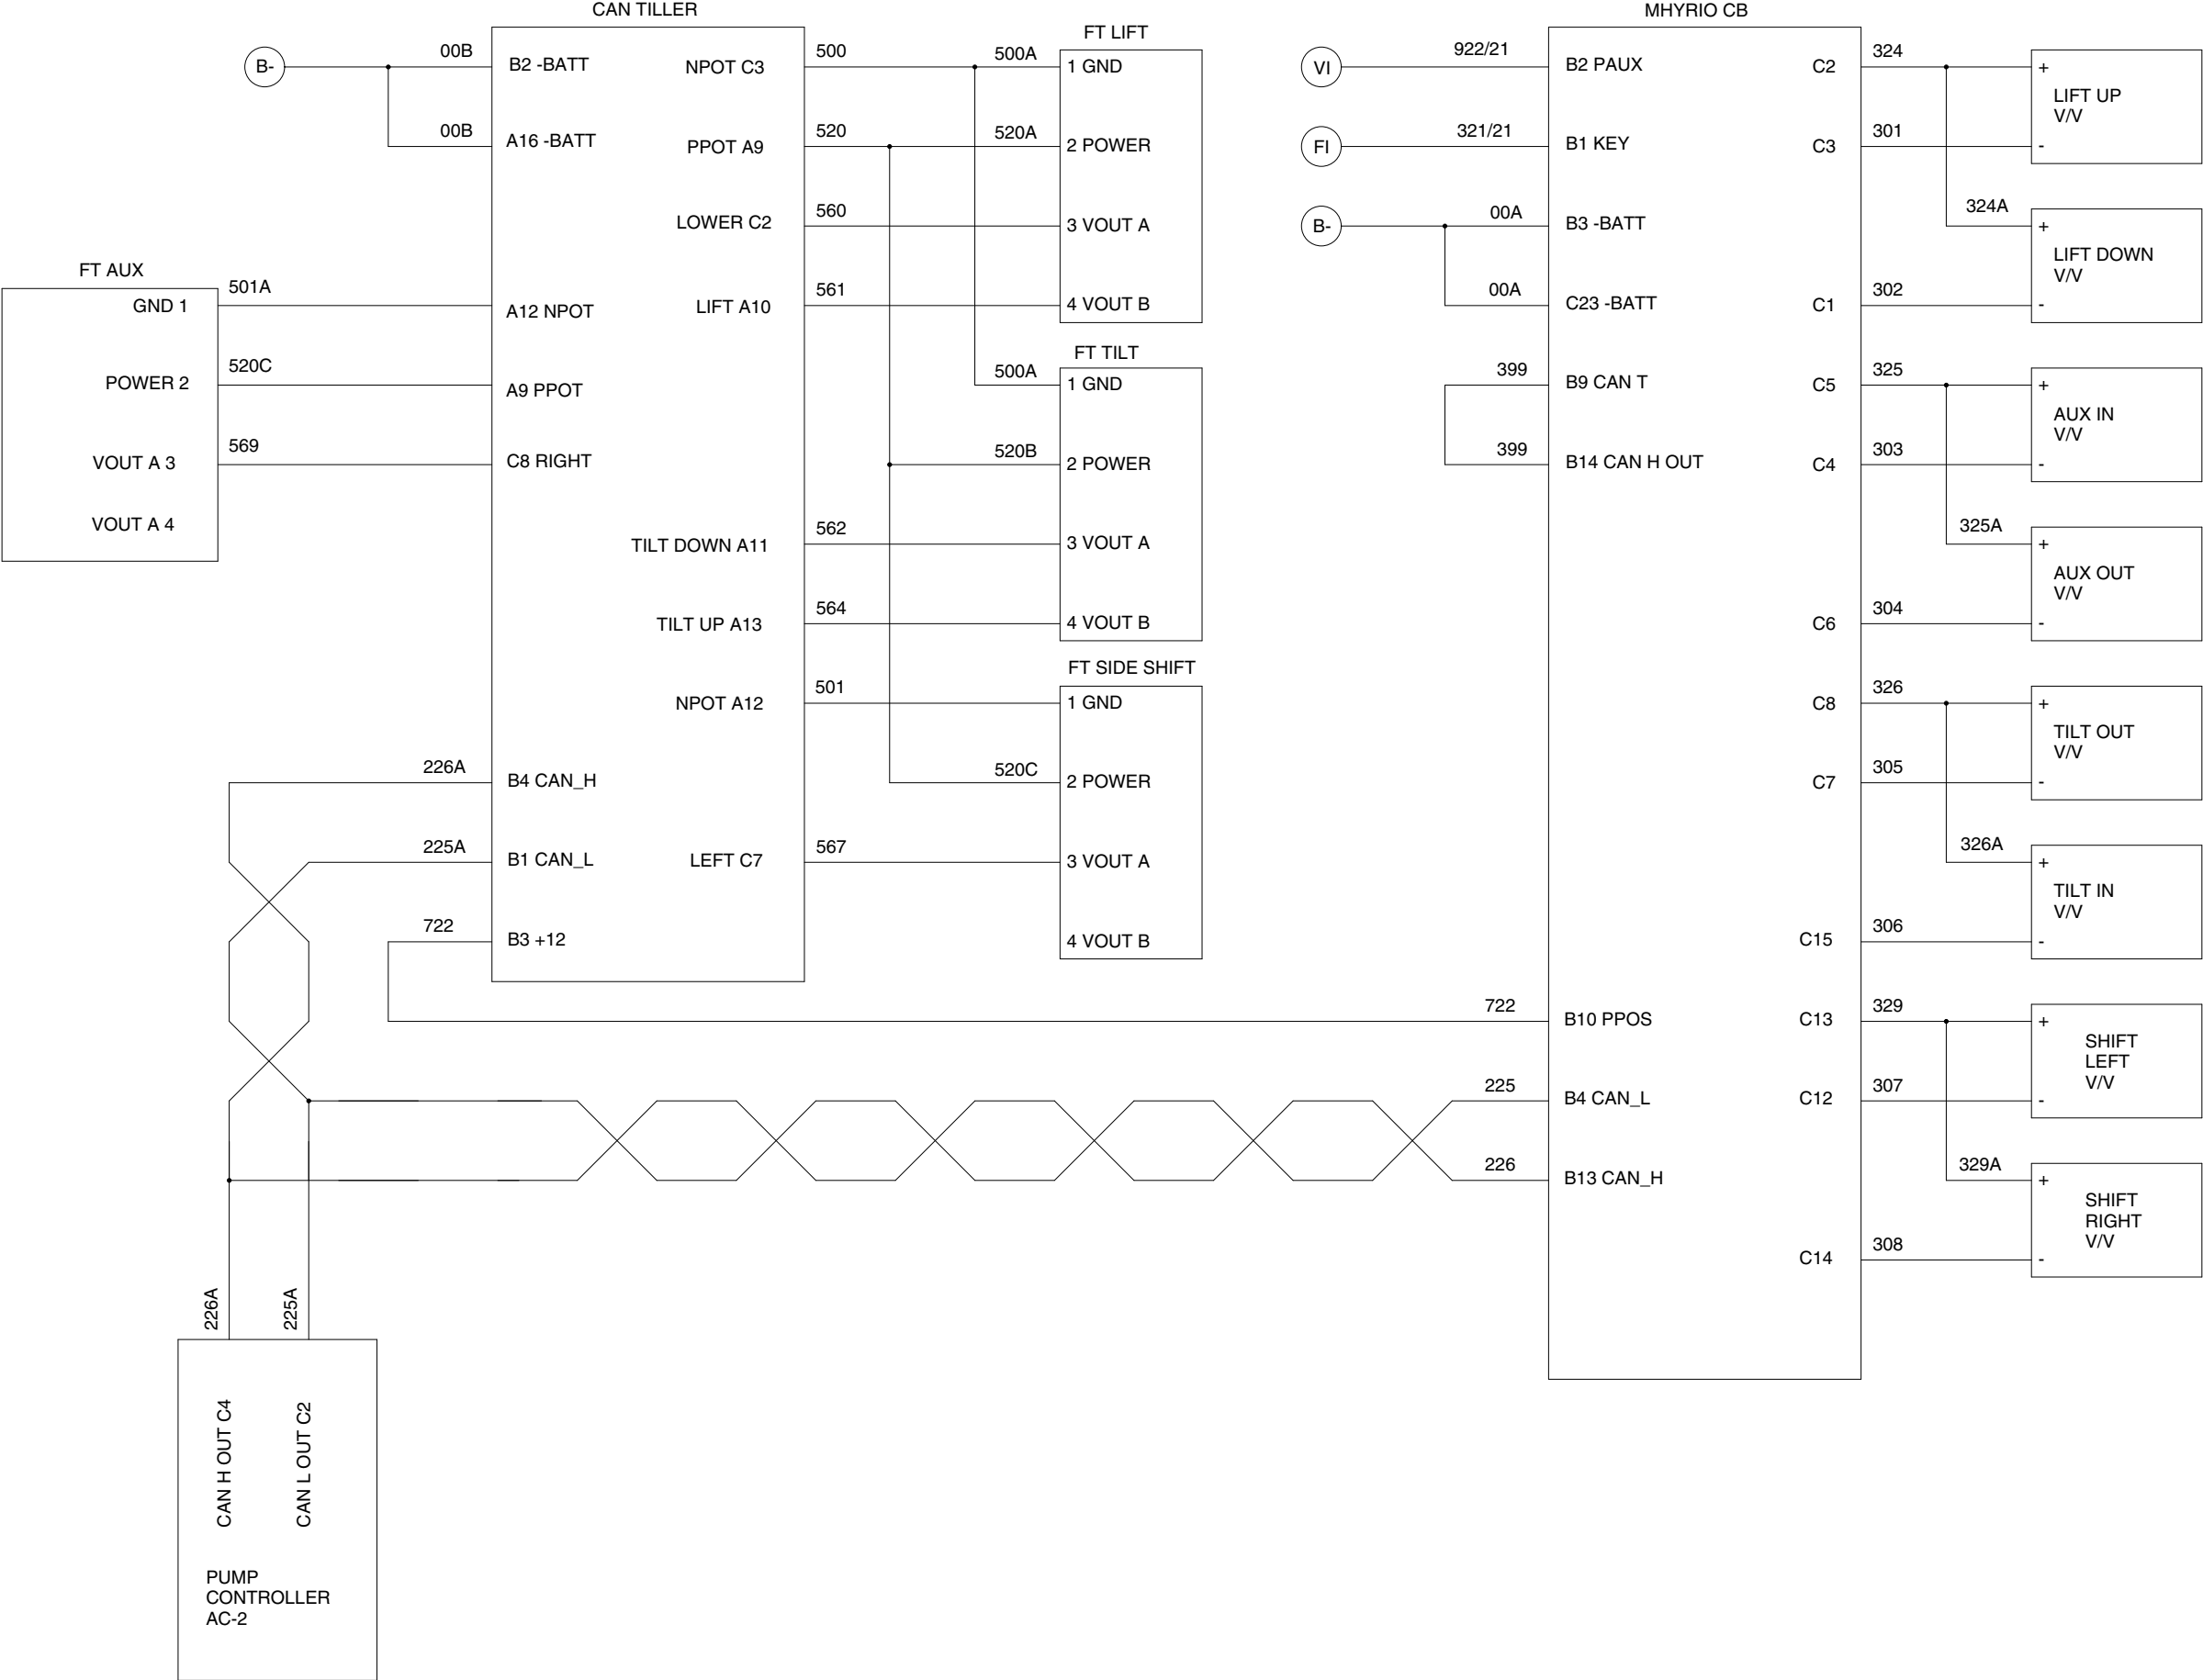 CAN TILLER
B-
00B
B2 -BATT
00B
A16 -BATT
NPOT C3
500
PPOT A9
520
LOWER C2
560
LIFT A10
561
TILT DOWN A11
562
TILT UP A13
564
NPOT A12
501
LEFT C7
567
FT AUX
GND 1
501A
A12 NPOT
POWER 2
520C
A9 PPOT
VOUT A 3
569
C8 RIGHT
VOUT A 4
226A
B4 CAN_H
225A
B1 CAN_L
722
B3 +12
FT LIFT
500A
1 GND
520A
2 POWER
3 VOUT A
4 VOUT B
FT TILT
500A
1 GND
520B
2 POWER
3 VOUT A
4 VOUT B
FT SIDE SHIFT
1 GND
520C
2 POWER
3 VOUT A
4 VOUT B
MHYRIO CB
VI
922/21
B2 PAUX
FI
321/21
B1 KEY
B-
00A
B3 -BATT
00A
C23 -BATT
399
B9 CAN T
399
B14 CAN H OUT
722
B10 PPOS
225
B4 CAN_L
226
B13 CAN_H
C2
324
+
LIFT UP
V/V
C3
301
-
324A
+
LIFT DOWN
V/V
C1
302
-
C5
325
+
AUX IN
V/V
C4
303
-
325A
+
AUX OUT
V/V
C6
304
-
C8
326
+
TILT OUT
V/V
C7
305
-
326A
+
TILT IN
V/V
C15
306
-
C13
329
+
SHIFT
LEFT
V/V
C12
307
-
329A
+
SHIFT
RIGHT
V/V
C14
308
-
226A
225A
CAN H OUT C4
CAN L OUT C2
PUMP
CONTROLLER
AC-2